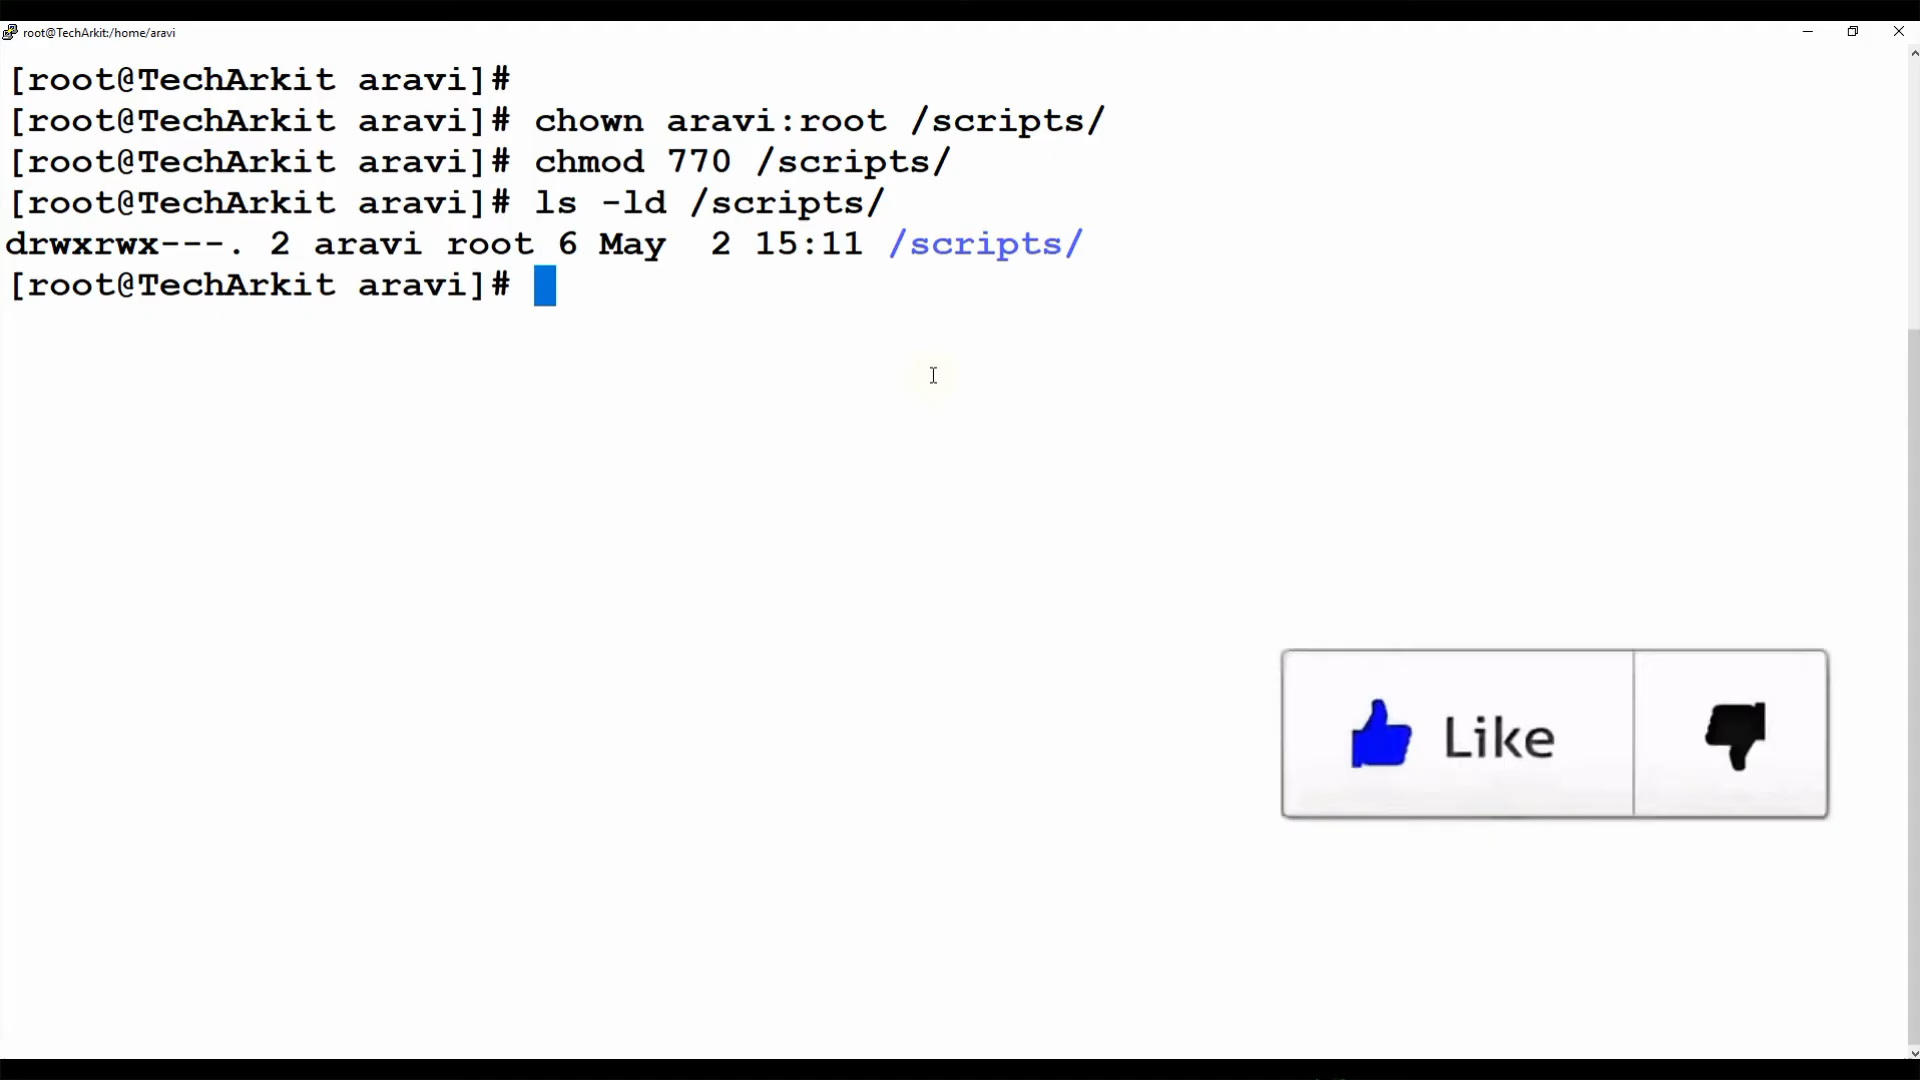 root@TechArkit:/home/aravi
[root@TechArkit aravi]#
[root@TechArkit aravi]# chown aravi:root /scripts/
[root@TechArkit aravi]# chmod 770 /scripts/
[root@TechArkit aravi]# ls -ld /scripts/
drwxrwx---. 2 aravi root 6 May  2 15:11 /scripts/
[root@TechArkit aravi]#
Like